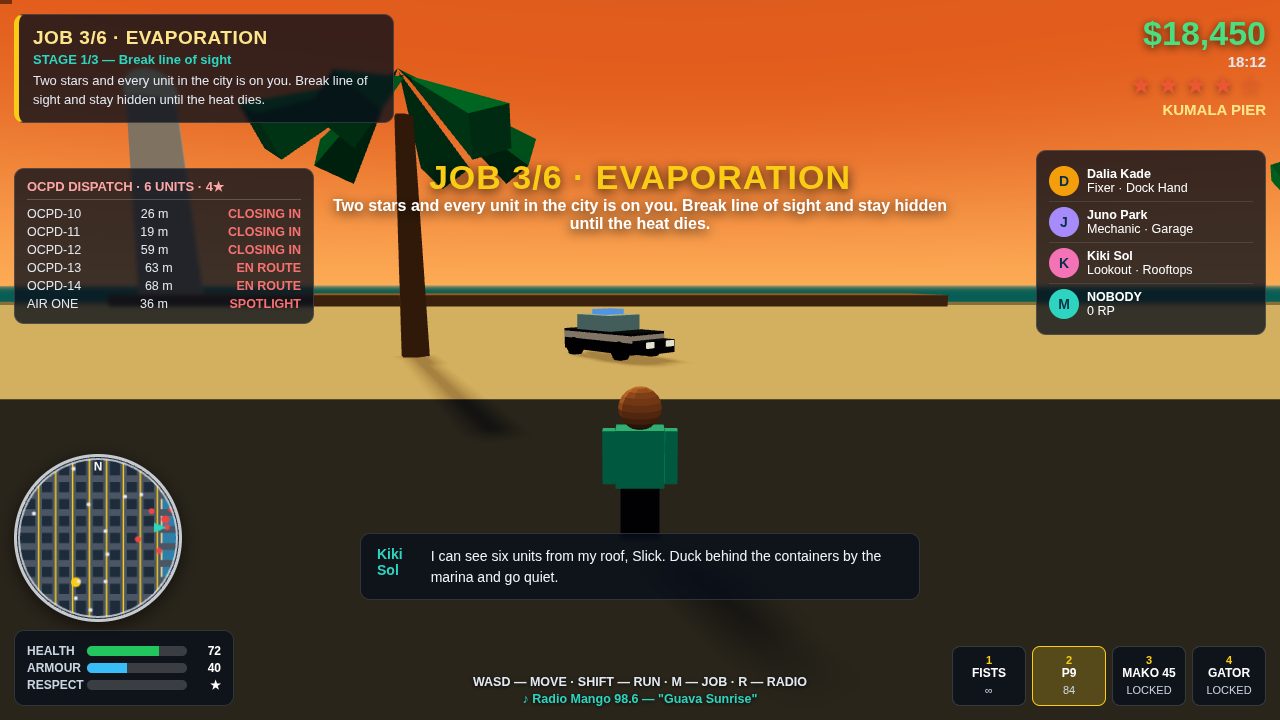 JOB 3/6 · EVAPORATION
STAGE 1/3 — Break line of sight
Two stars and every unit in the city is on you. Break line of
sight and stay hidden until the heat dies.
$18,450
18:12
★ ★ ★ ★ ☆
KUMALA PIER
OCPD DISPATCH · 6 UNITS · 4★
OCPD-10 26 m CLOSING IN
OCPD-11 19 m CLOSING IN
OCPD-12 59 m CLOSING IN
OCPD-13 63 m EN ROUTE
OCPD-14 68 m EN ROUTE
AIR ONE 36 m SPOTLIGHT
JOB 3/6 · EVAPORATION
Two stars and every unit in the city is on you. Break line of sight and stay hidden
until the heat dies.
D Dalia Kade
Fixer · Dock Hand
J Juno Park
Mechanic · Garage
K Kiki Sol
Lookout · Rooftops
M NOBODY
0 RP
N
Kiki Sol
I can see six units from my roof, Slick. Duck behind the containers by the
marina and go quiet.
HEALTH 72
ARMOUR 40
RESPECT ★
WASD — MOVE · SHIFT — RUN · M — JOB · R — RADIO
♪ Radio Mango 98.6 — "Guava Sunrise"
1 FISTS ∞
2 P9 84
3 MAKO 45 LOCKED
4 GATOR LOCKED